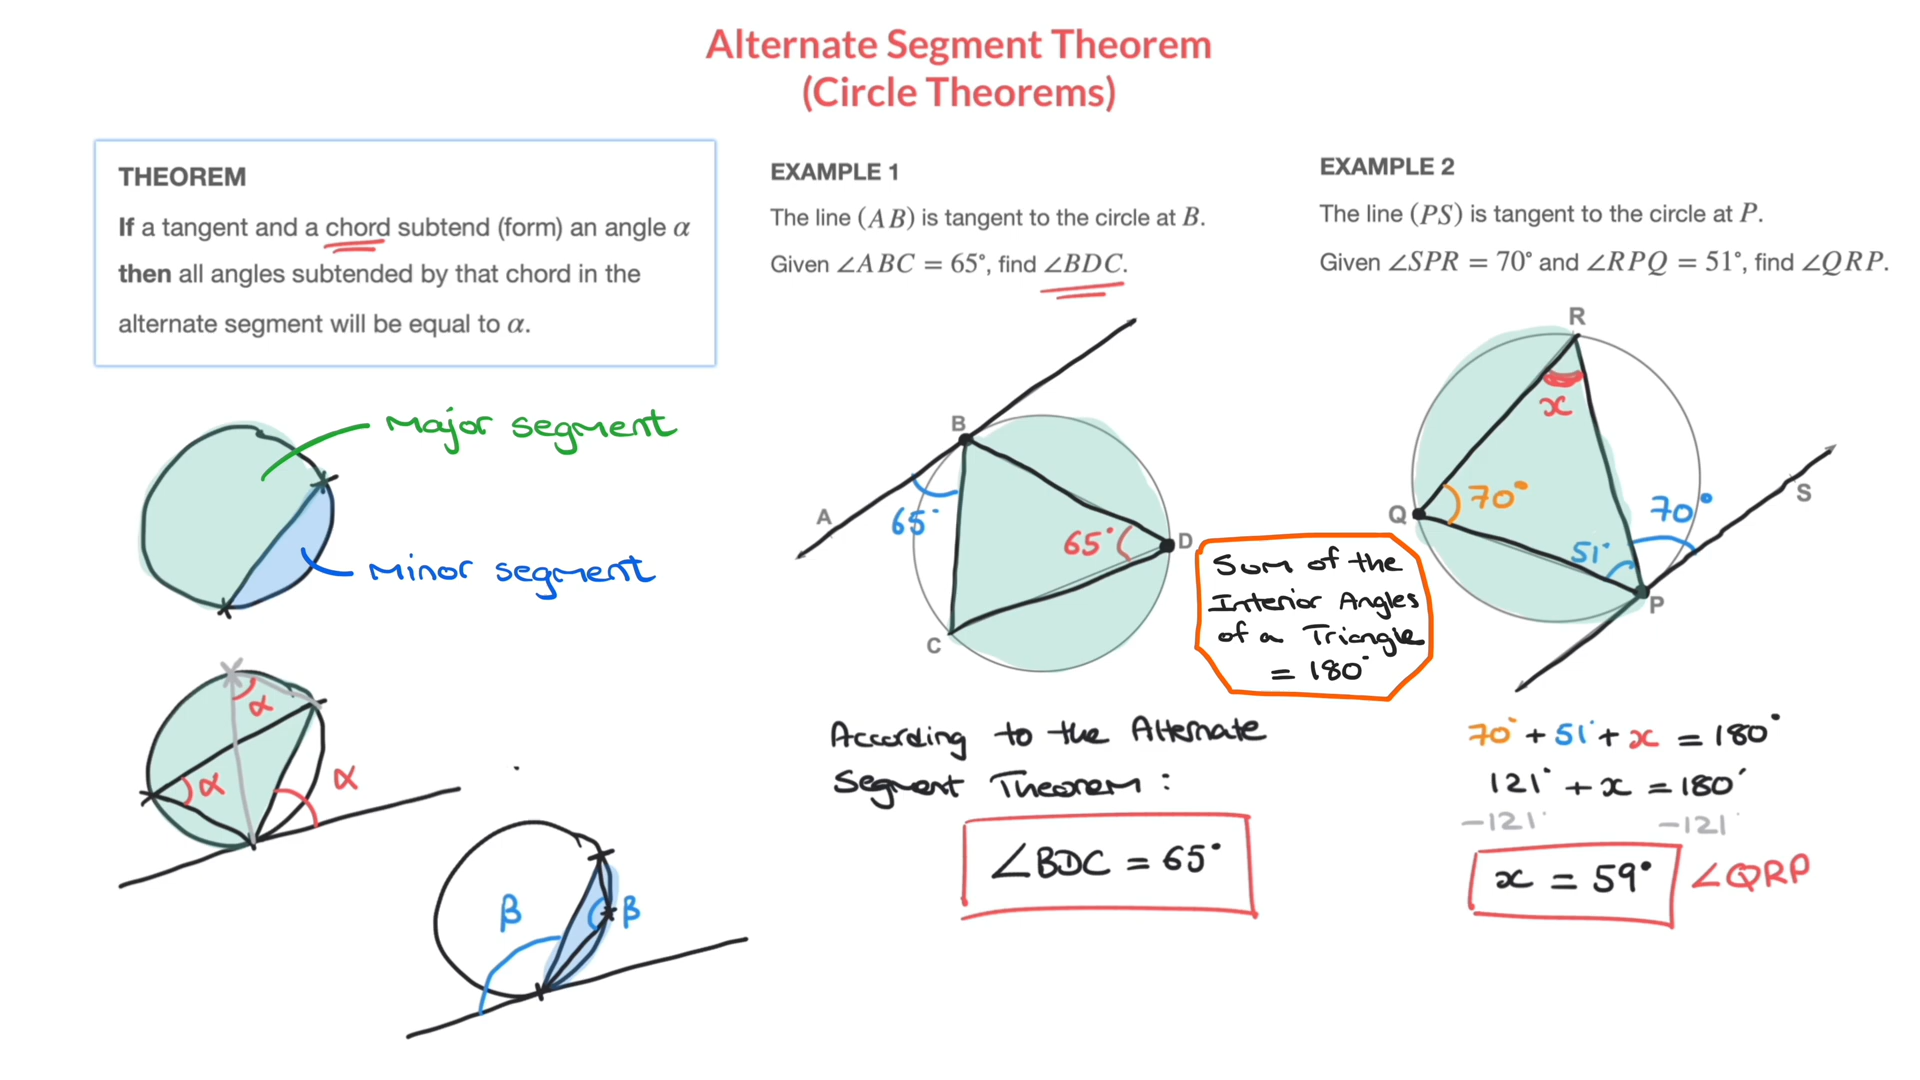 Alternate Segment Theorem
(Circle Theorems)
THEOREM
If a tangent and a chord subtend (form) an angle α
then all angles subtended by that chord in the
alternate segment will be equal to α.
Major segment
Minor segment
α
α
α
β
β
EXAMPLE 1
The line (AB) is tangent to the circle at B.
Given ∠ABC = 65°, find ∠BDC.
B
A
65°
65°
D
C
According to the Alternate
Segment Theorem :
∠BDC = 65°
Sum of the
Interior Angles
of a Triangle
= 180°
EXAMPLE 2
The line (PS) is tangent to the circle at P.
Given ∠SPR = 70° and ∠RPQ = 51°, find ∠QRP.
R
x
Q
70°
70°
S
51°
P
70° + 51° + x = 180°
121° + x = 180°
-121° -121°
x = 59° ∠QRP